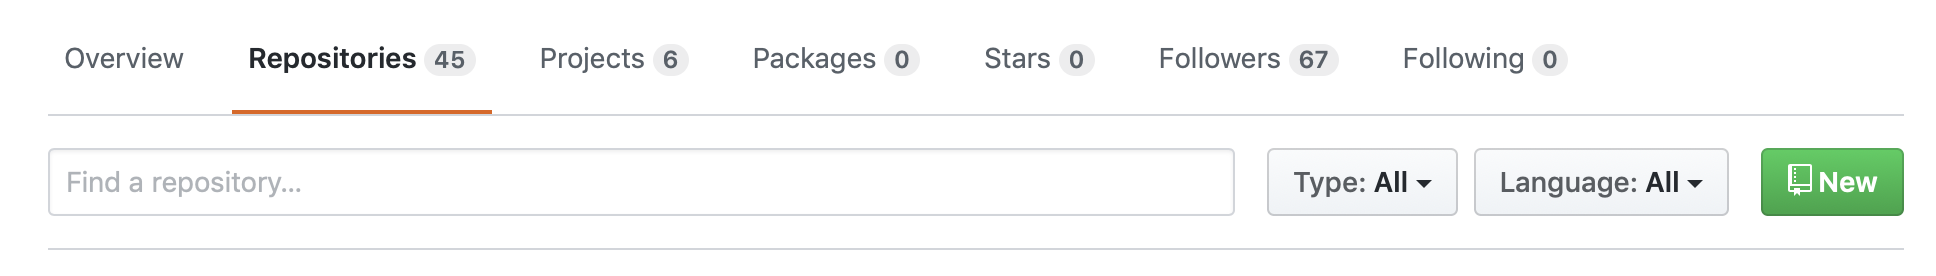 Overview Repositories 45 Projects 6 Packages 0 Stars 0 Followers 67 Following 0
Find a repository... Type: All Language: All New